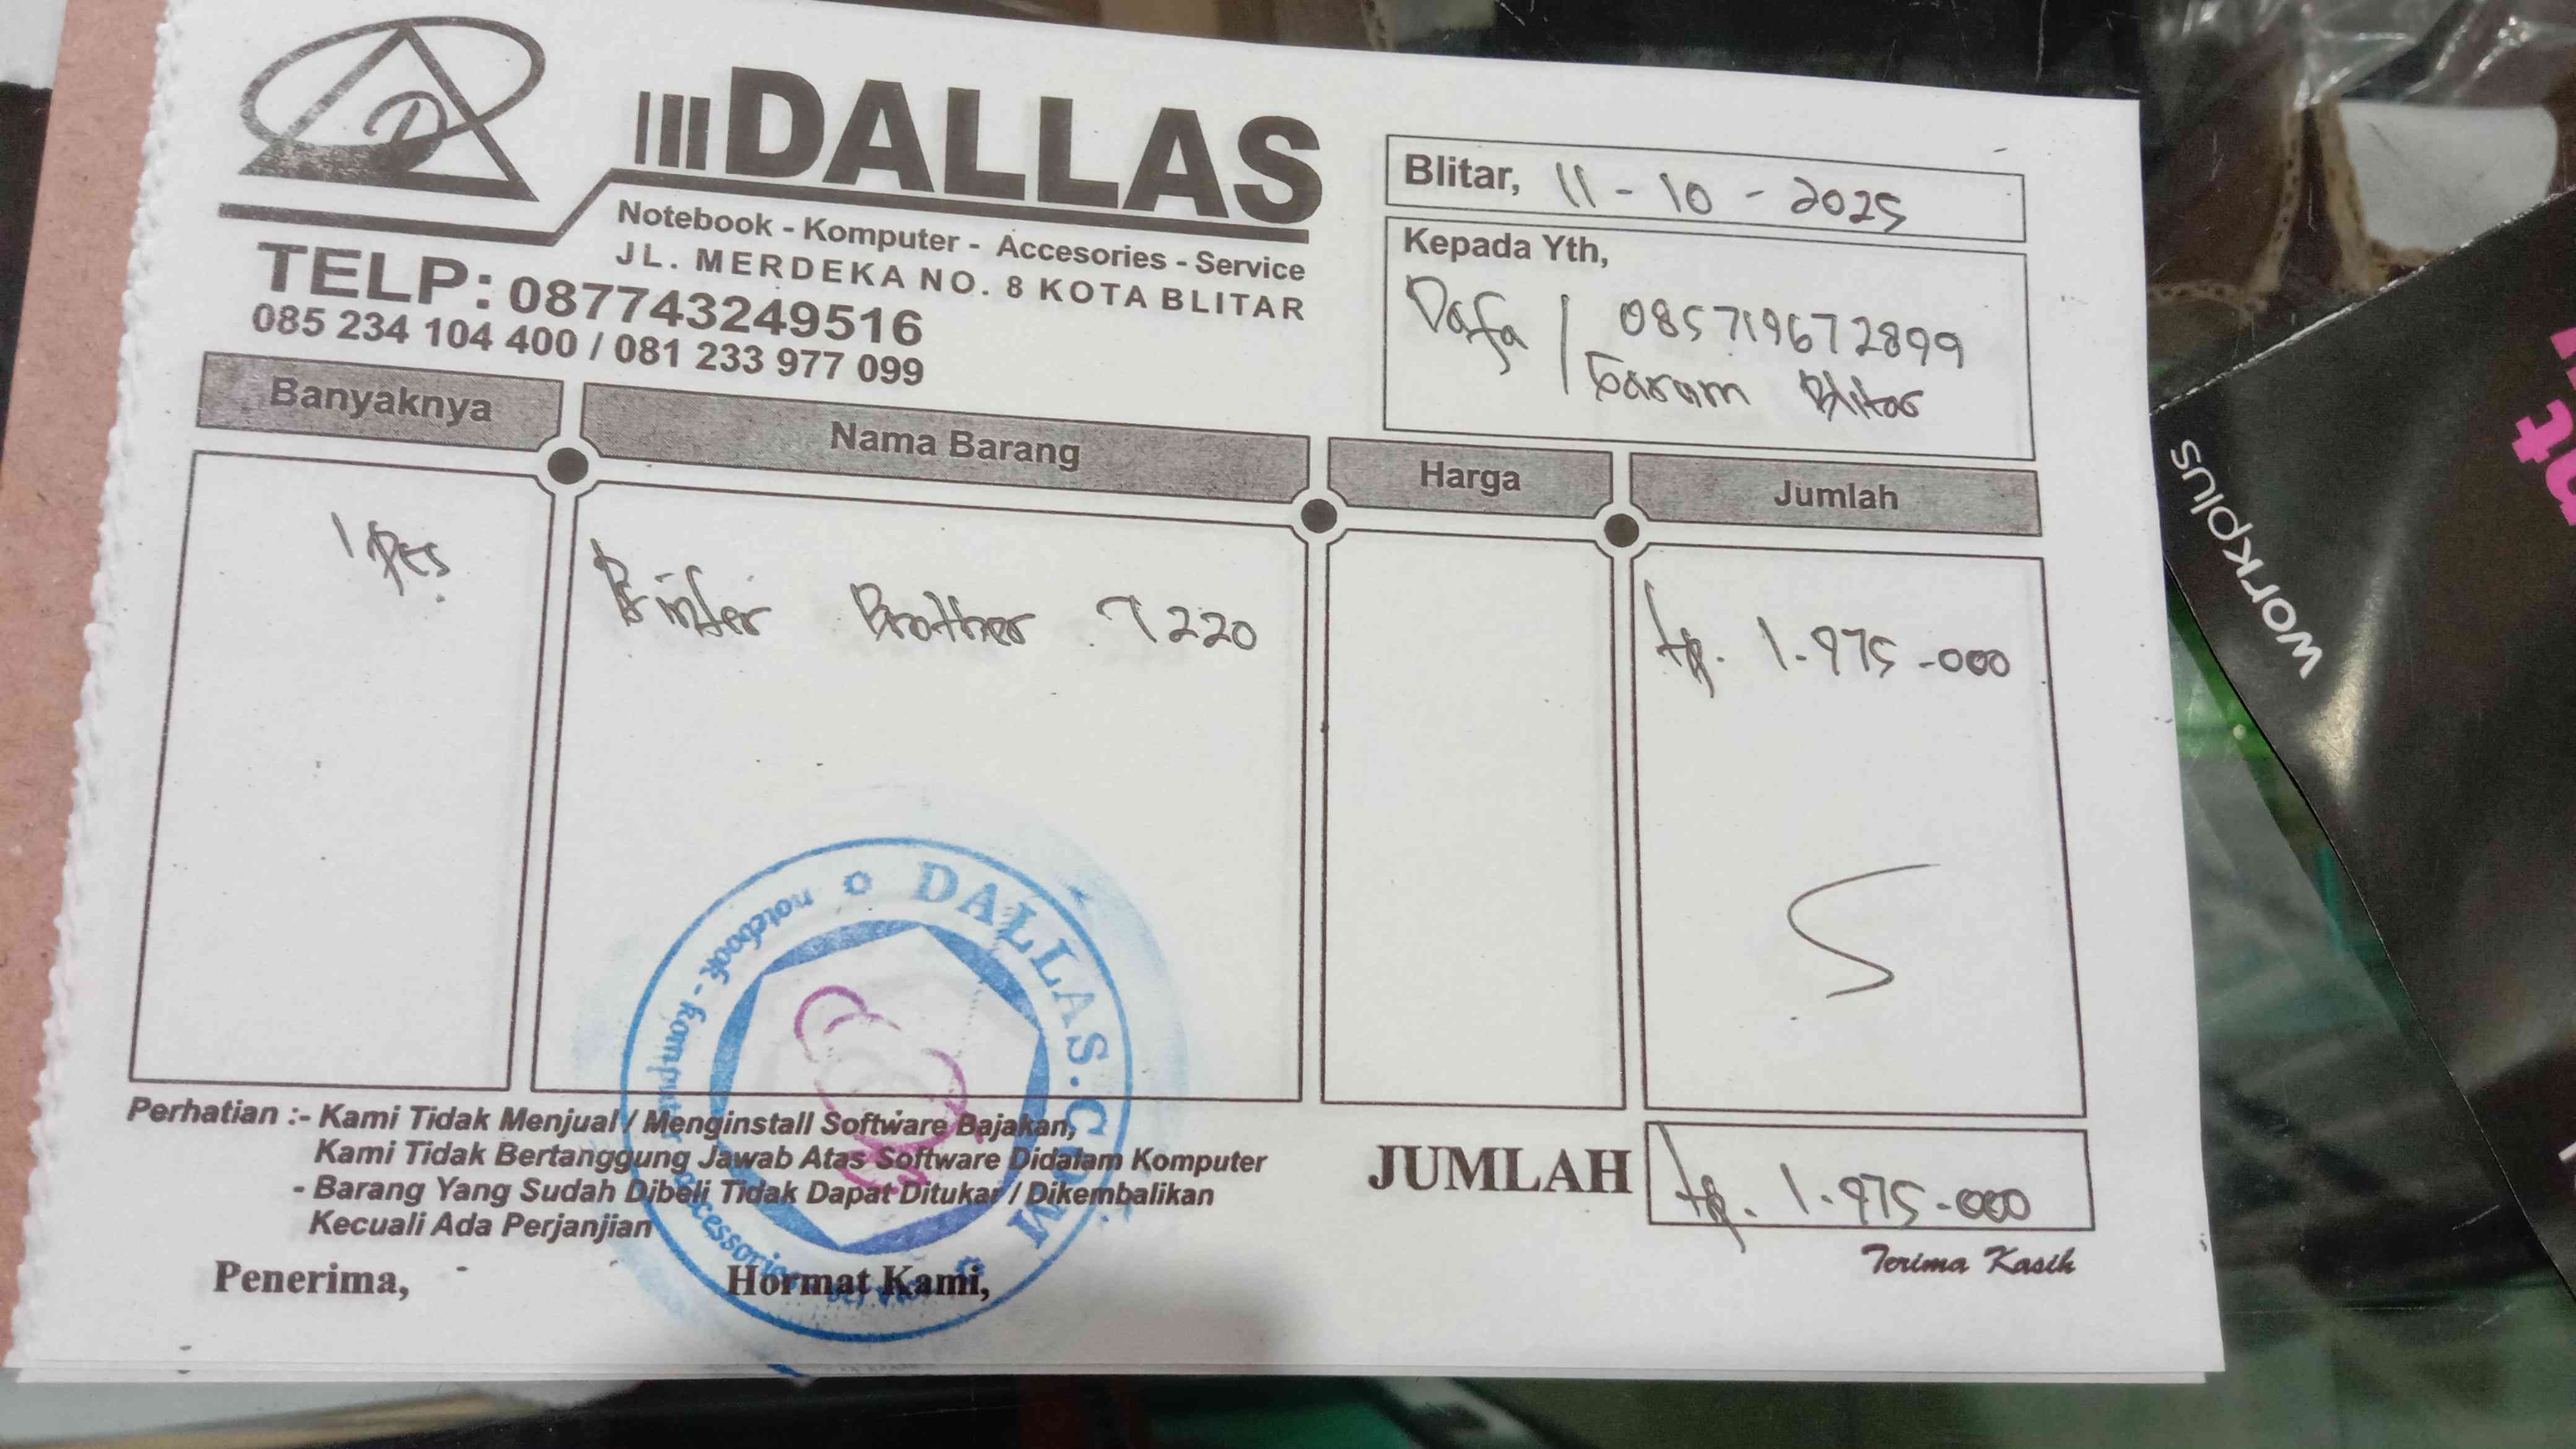 DALLAS
Notebook - Komputer - Accesories - Service
JL. MERDEKA NO. 8 KOTA BLITAR
TELP: 087743249516
085 234 104 400 / 081 233 977 099
Blitar, 11 - 10 - 2025
Kepada Yth,
Dafa | 085719672899
Garum Blitar
Banyaknya Nama Barang Harga Jumlah
1 Pcs Printer Brother T220 Rp. 1.975.000
DALLAS.COM
notebook - komputer accessories
Perhatian :- Kami Tidak Menjual / Menginstall Software Bajakan,
Kami Tidak Bertanggung Jawab Atas Software Didalam Komputer
- Barang Yang Sudah Dibeli Tidak Dapat Ditukar / Dikembalikan
Kecuali Ada Perjanjian
JUMLAH Rp. 1.975.000
Terima Kasih
Penerima, Hormat Kami,
workplus